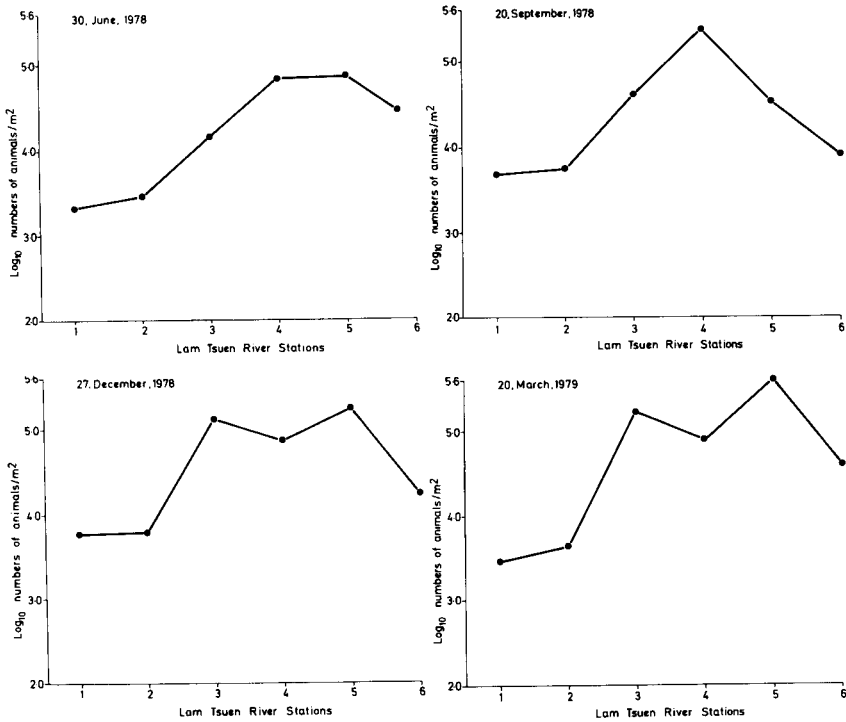 30, June, 1978
5·6
5·0
4·0
3·0
2·0
Log10 numbers of animals/m2
1 2 3 4 5 6
Lam Tsuen River Stations
20, September, 1978
5·6
5·0
4·0
3·0
2·0
Log10 numbers of animals/m2
1 2 3 4 5 6
Lam Tsuen River Stations
27. December, 1978
5·6
5·0
4·0
3·0
2·0
Log10 numbers of animals/m2
1 2 3 4 5 6
Lam Tsuen River Stations
20, March, 1979
5·6
5·0
4·0
3·0
2·0
Log10 numbers of animals/m2
1 2 3 4 5 6
Lam Tsuen River Stations